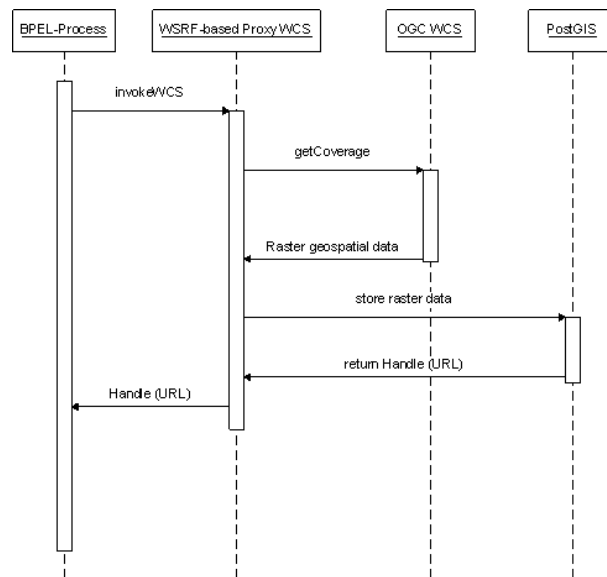 BPEL-Process
WSRF-based Proxy WCS
OGC WCS
PostGIS
invokeWCS
getCoverage
Raster geospatial data
store raster data
return Handle (URL)
Handle (URL)